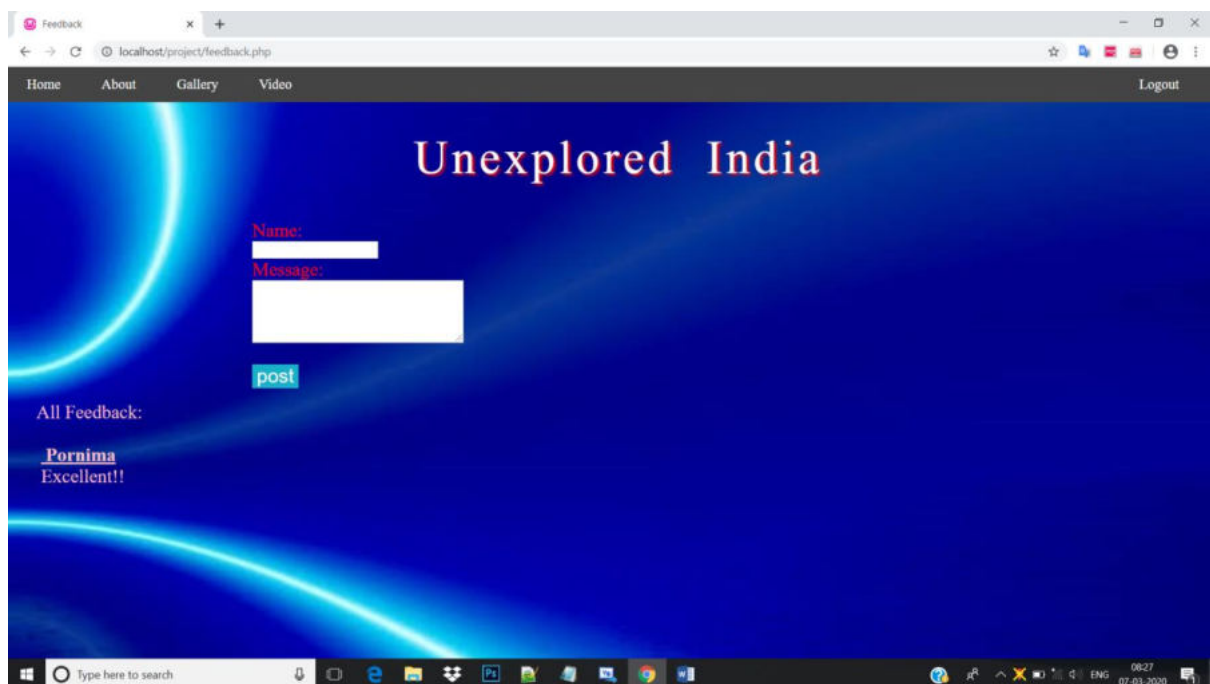 Feedback
localhost/project/feedback.php
Home About Gallery Video Logout
Unexplored India
Name:
Message:
post
All Feedback:
Pornima
Excellent!!
Type here to search
Ps
ENG
08:27
07-03-2020